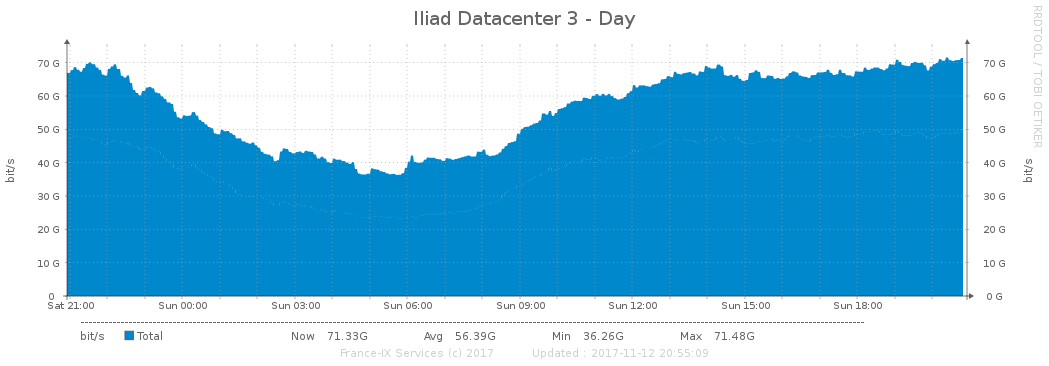 Iliad Datacenter 3 - Day
RRDTOOL / TOBI OETIKER
bit/s
bit/s
70 G 70 G
60 G 60 G
50 G 50 G
40 G 40 G
30 G 30 G
20 G 20 G
10 G 10 G
0 0 G
Sat 21:00 Sun 00:00 Sun 03:00 Sun 06:00 Sun 09:00 Sun 12:00 Sun 15:00 Sun 18:00
bit/s Total Now 71.33G Avg 56.39G Min 36.26G Max 71.48G
France-IX Services (c) 2017 Updated : 2017-11-12 20:55:09